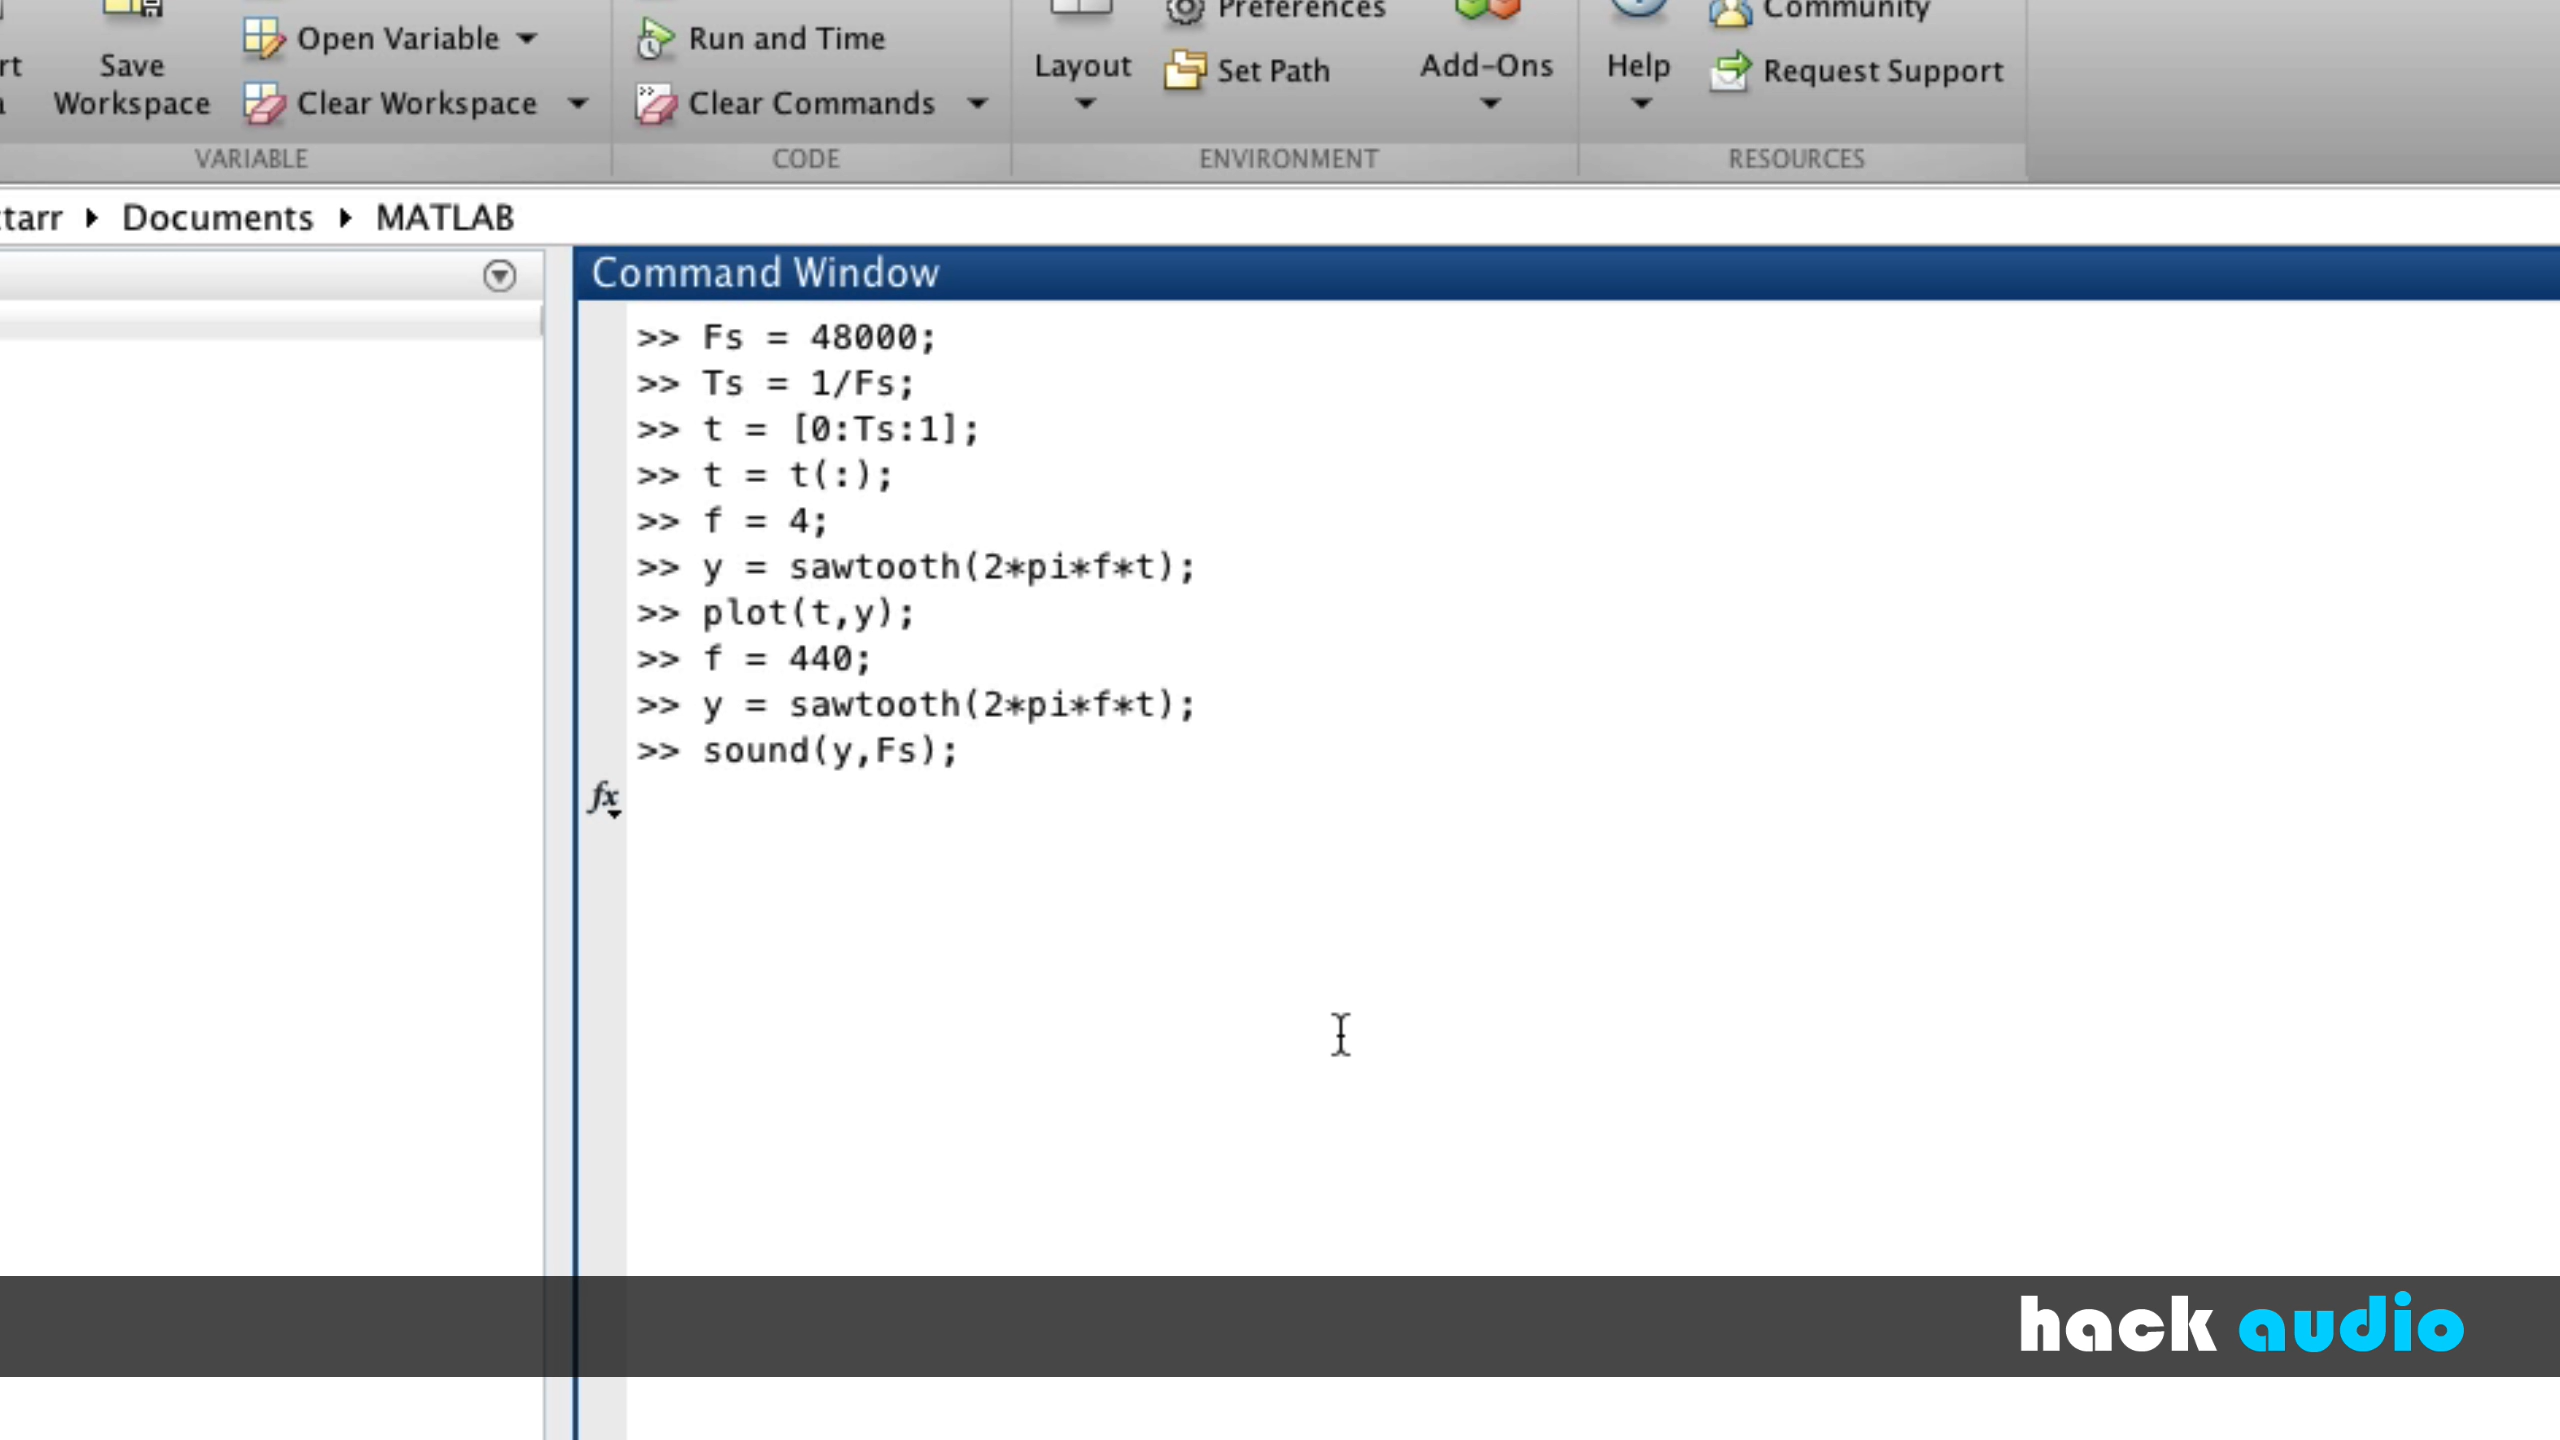 Preferences
Community
Open Variable
Run and Time
Save
Layout
Set Path
Add-Ons
Help
Request Support
Workspace
Clear Workspace
Clear Commands
VARIABLE
CODE
ENVIRONMENT
RESOURCES
Documents MATLAB
Command Window
>> Fs = 48000;
>> Ts = 1/Fs;
>> t = [0:Ts:1];
>> t = t(:);
>> f = 4;
>> y = sawtooth(2*pi*f*t);
>> plot(t,y);
>> f = 440;
>> y = sawtooth(2*pi*f*t);
>> sound(y,Fs);
fx
hack audio